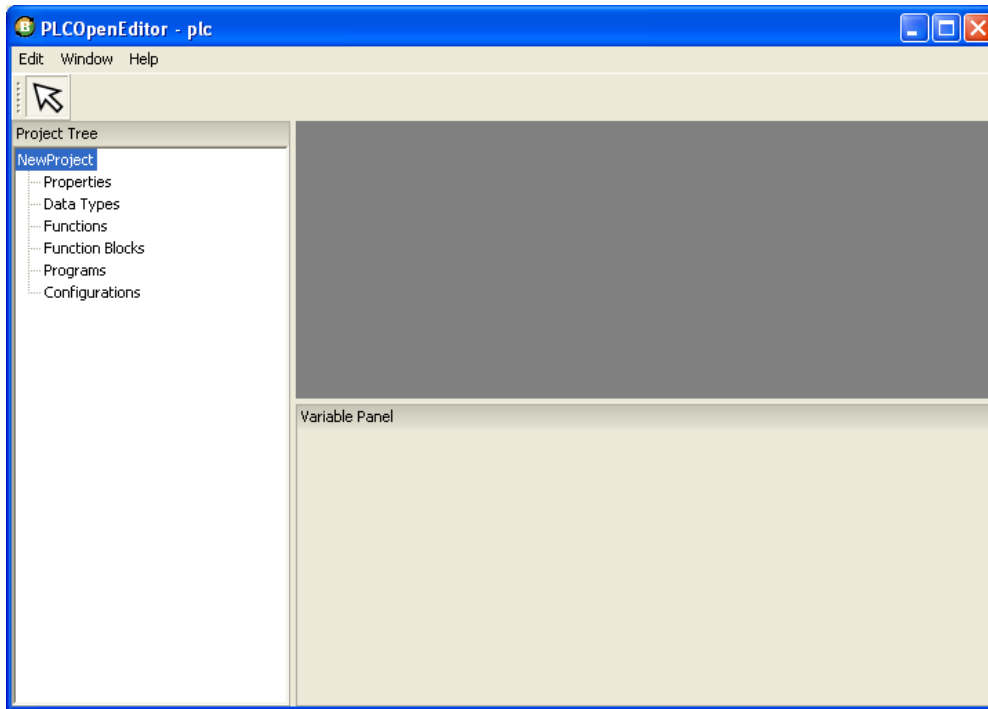 PLCOpenEditor - plc
Edit Window Help
Project Tree
NewProject
Properties
Data Types
Functions
Function Blocks
Programs
Configurations
Variable Panel